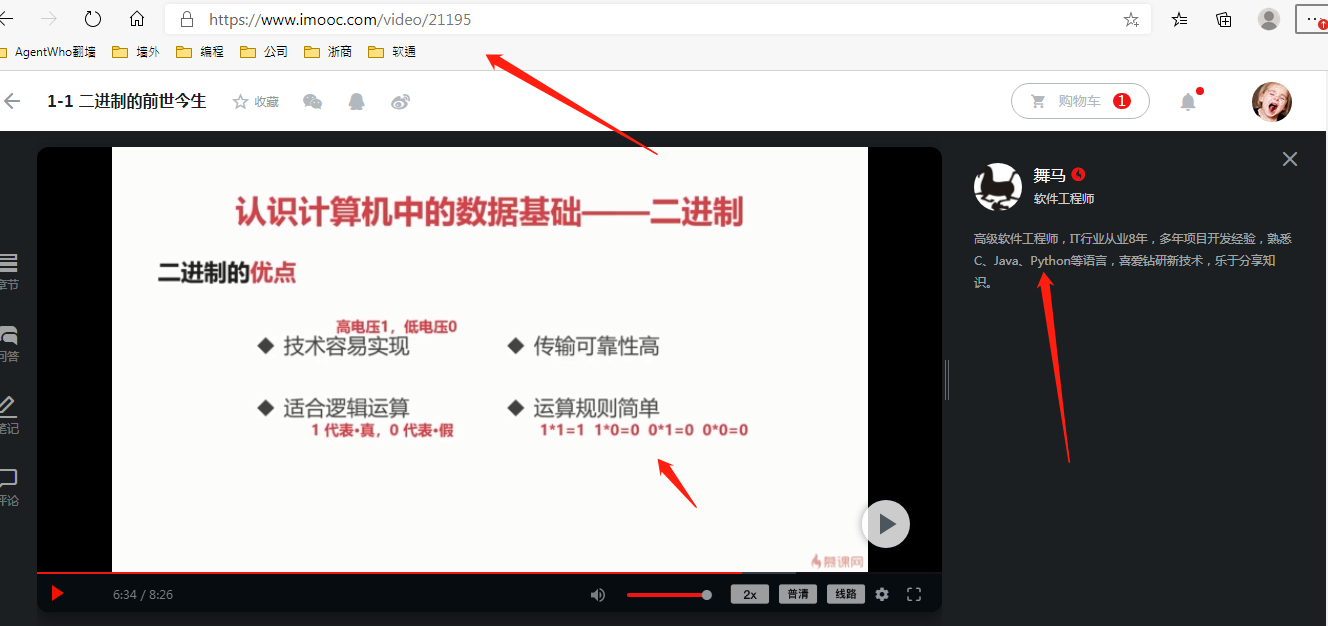 https://www.imooc.com/video/21195
AgentWho翻墙 墙外 编程 公司 浙商 软通
1-1 二进制的前世今生 收藏
购物车 1
认识计算机中的数据基础——二进制
二进制的优点
高电压1，低电压0
技术容易实现
传输可靠性高
适合逻辑运算
1 代表·真，0 代表·假
运算规则简单
1*1=1 1*0=0 0*1=0 0*0=0
慕课网
6:34 / 8:26
2x 普清 线路
章节
问答
笔记
评论
舞马
软件工程师
高级软件工程师，IT行业从业8年，多年项目开发经验，熟悉
C、Java、Python等语言，喜爱钻研新技术，乐于分享知
识。